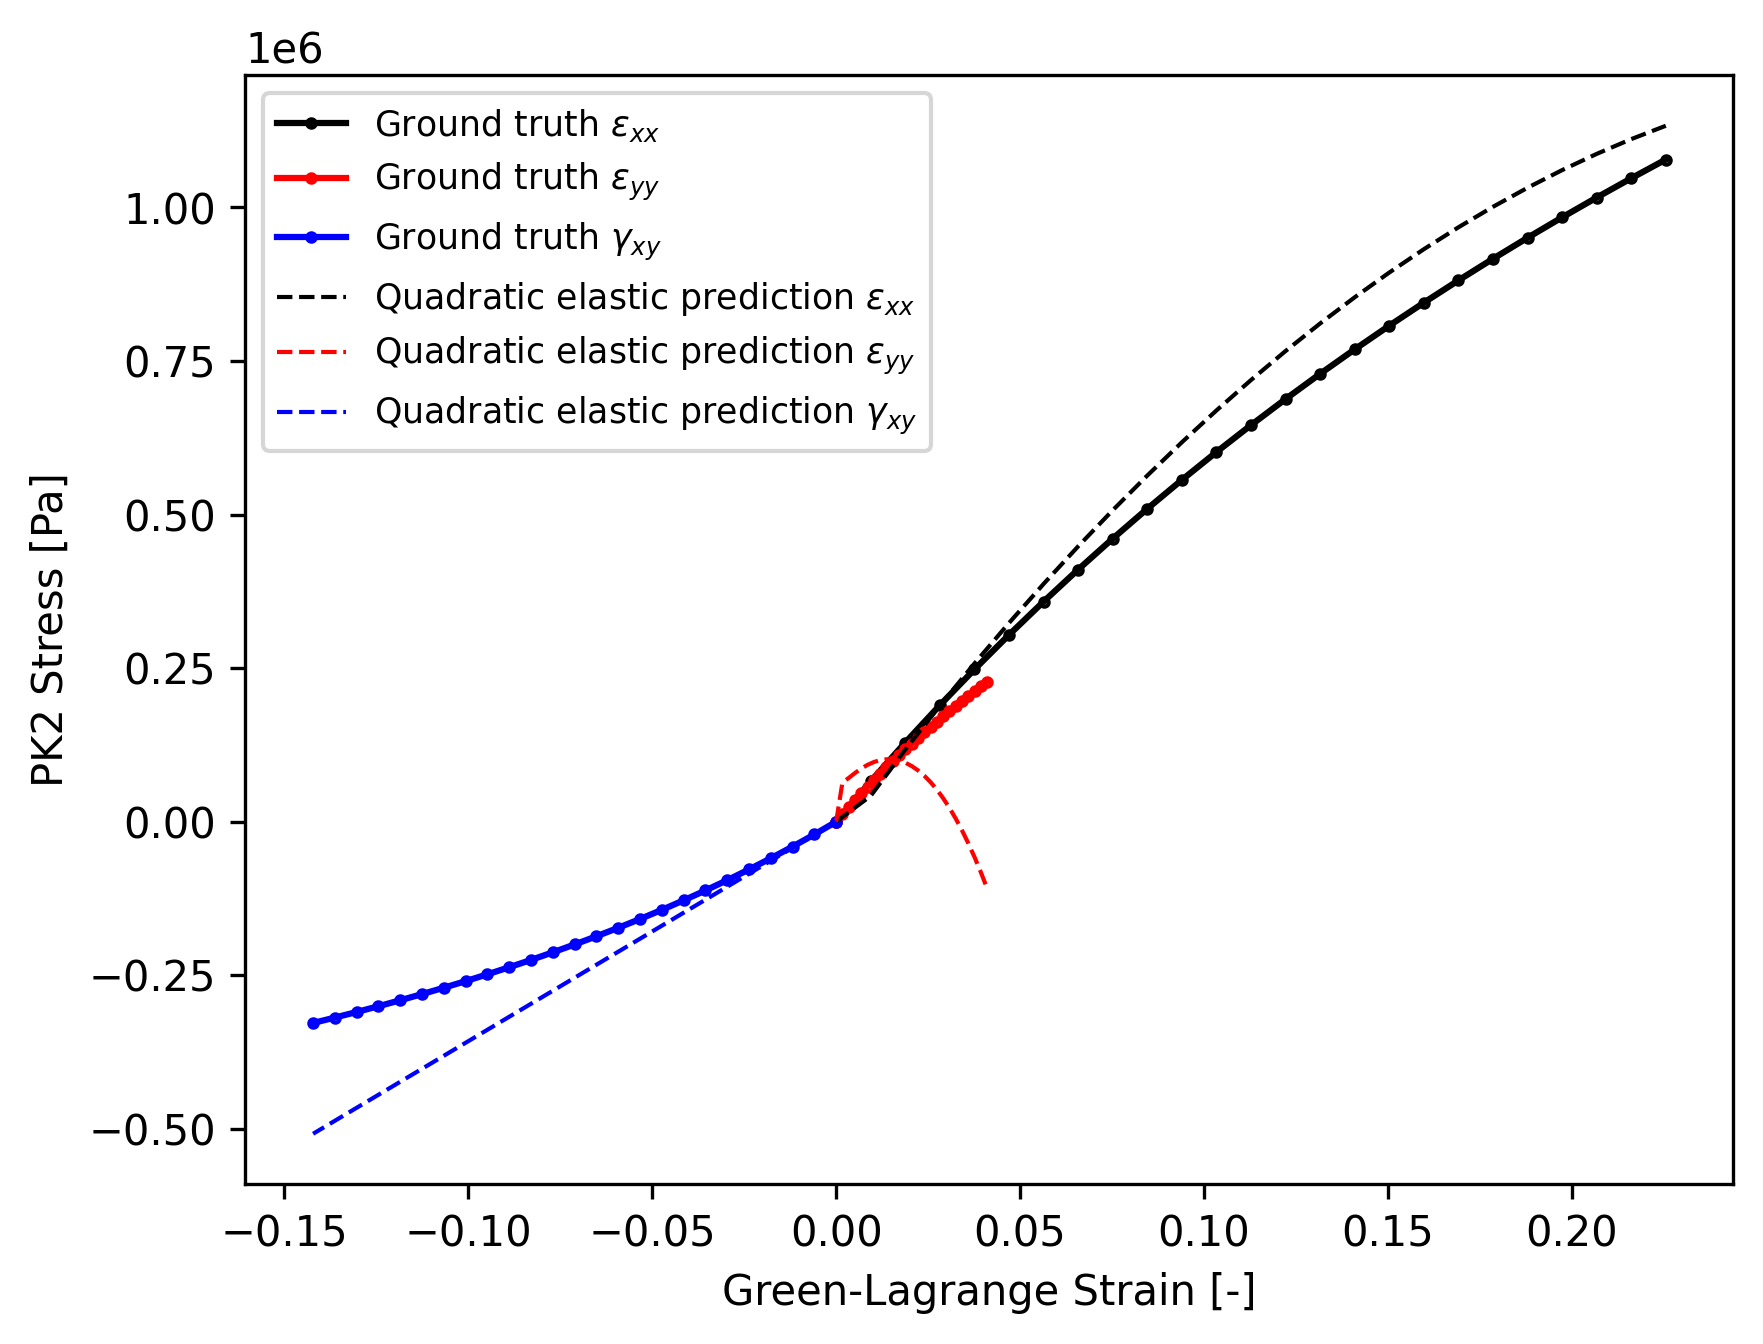 1e6
Ground truth εxx
Ground truth εyy
Ground truth γxy
Quadratic elastic prediction εxx
Quadratic elastic prediction εyy
Quadratic elastic prediction γxy
1.00
0.75
0.50
0.25
0.00
−0.25
−0.50
PK2 Stress [Pa]
−0.15 −0.10 −0.05 0.00 0.05 0.10 0.15 0.20
Green-Lagrange Strain [-]